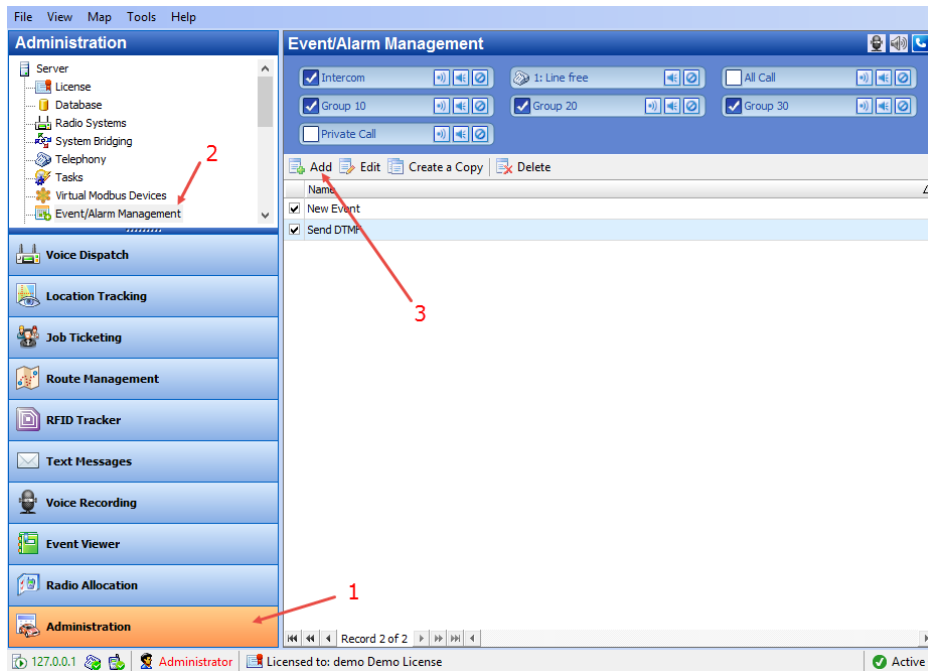 File View Map Tools Help
Administration
Server
License
Database
Radio Systems
System Bridging
Telephony
Tasks
Virtual Modbus Devices
Event/Alarm Management
2
Voice Dispatch
Location Tracking
Job Ticketing
Route Management
RFID Tracker
Text Messages
Voice Recording
Event Viewer
Radio Allocation
Administration
1
Event/Alarm Management
Intercom 1: Line free All Call
Group 10 Group 20 Group 30
Private Call
Add Edit Create a Copy Delete
Name
New Event
Send DTMF
3
Record 2 of 2
127.0.0.1 Administrator Licensed to: demo Demo License Active